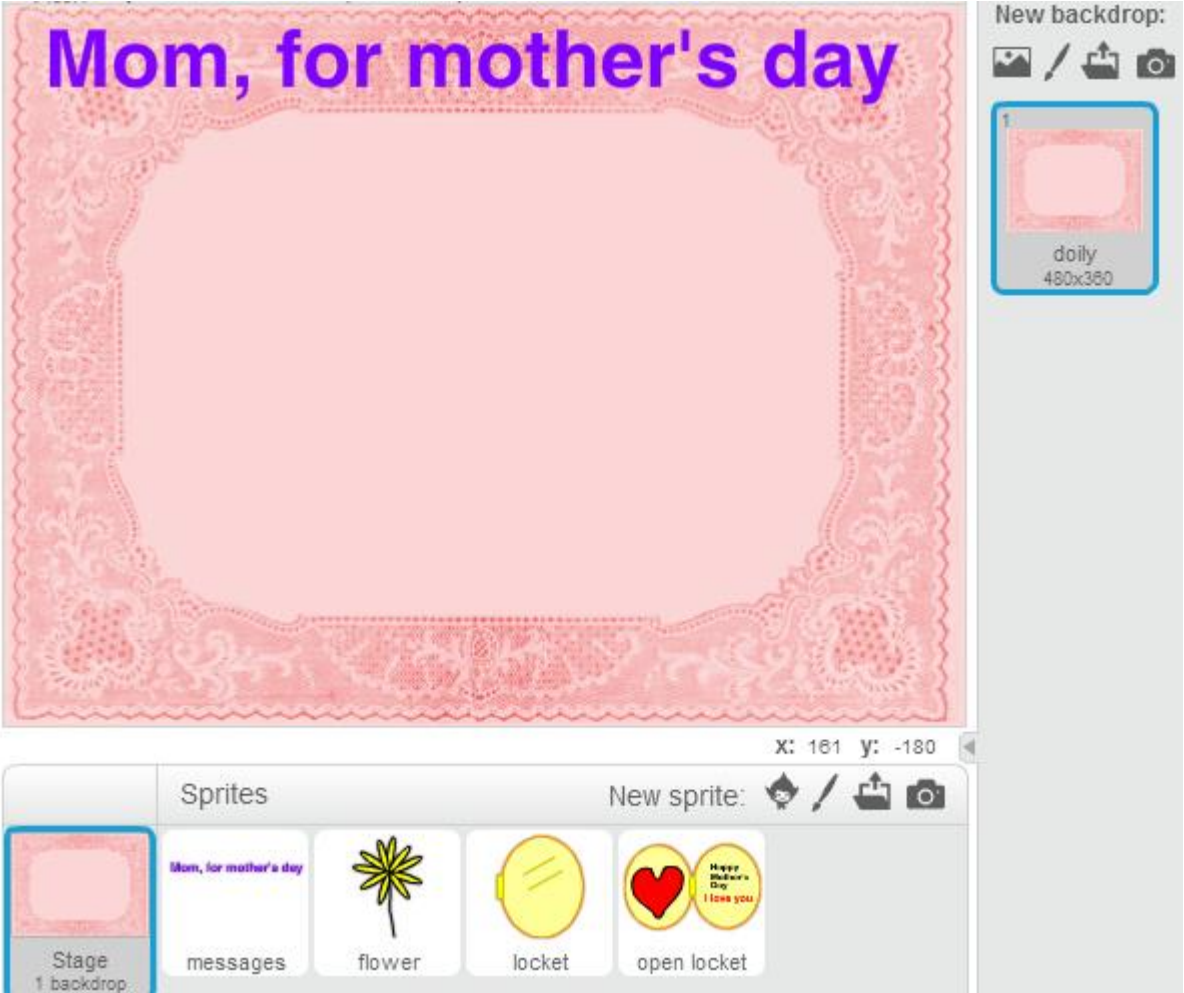 Mom, for mother's day
New backdrop:
1
doily
480x360
x: 161 y: -180
Sprites
New sprite:
Mom, for mother's day
Happy
Mother's
Day
I love you
Stage
1 backdrop
messages
flower
locket
open locket